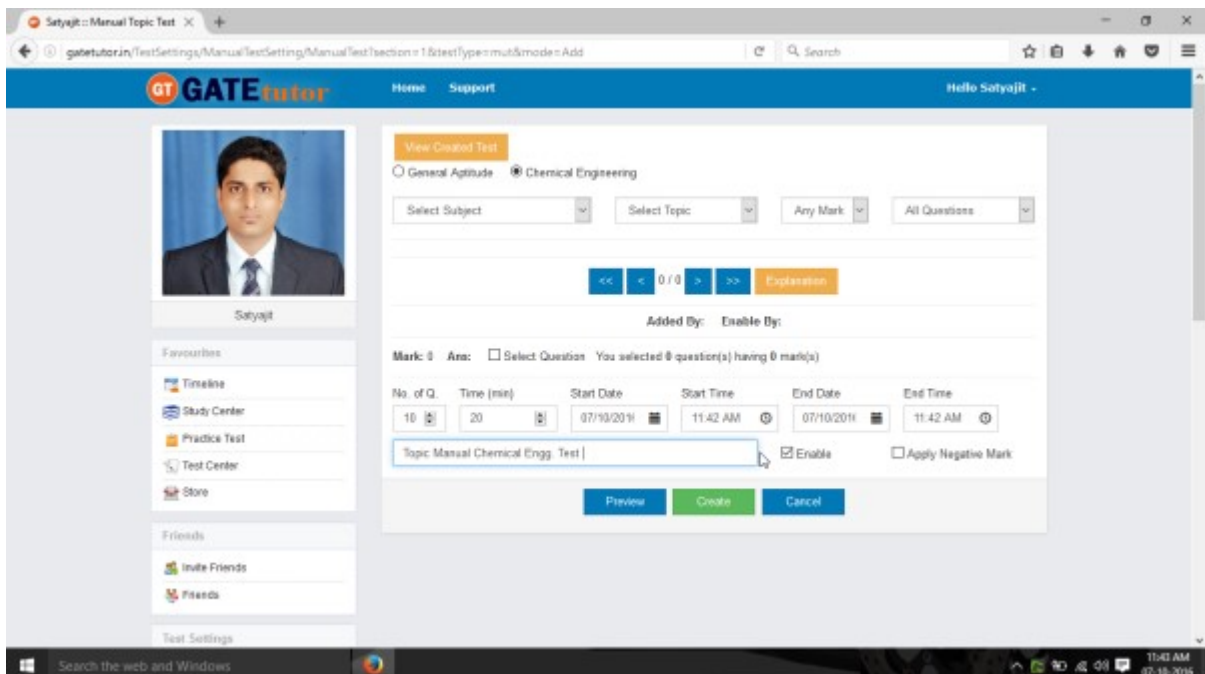 Satyajit :: Manual Topic Test
gatetutor.in/TestSettings/ManualTestSetting/ManualTest?section=1&testType=mut&mode=Add
Search
GT GATEtutor
Home Support
Hello Satyajit
View Created Test
General Aptitude Chemical Engineering
Select Subject Select Topic Any Mark All Questions
<< < 0 / 0 > >> Explanation
Satyajit
Added By: Enable By:
Favourites
Mark: 0 Ans: Select Question You selected 0 question(s) having 0 mark(s)
Timeline
Study Center
Practice Test
Test Center
Store
No. of Q. Time (min) Start Date Start Time End Date End Time
10 20 07/10/201 11:42 AM 07/10/201 11:42 AM
Topic Manual Chemical Engg. Test Enable Apply Negative Mark
Preview Create Cancel
Friends
Invite Friends
Friends
Test Settings
Search the web and Windows
11:43 AM
07-10-2016